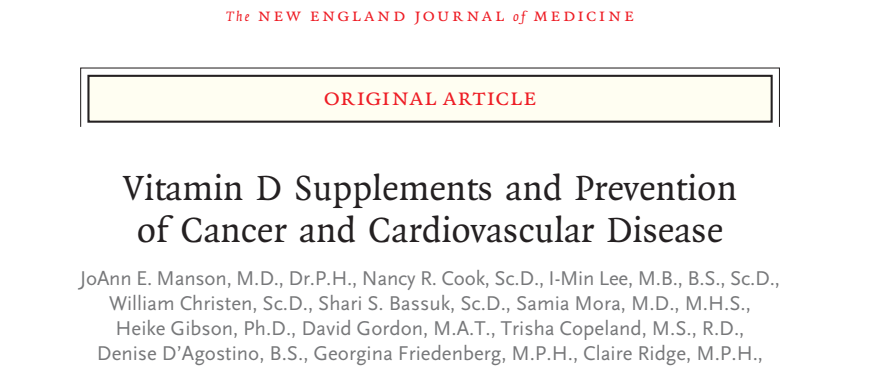 The NEW ENGLAND JOURNAL of MEDICINE
ORIGINAL ARTICLE
Vitamin D Supplements and Prevention
of Cancer and Cardiovascular Disease
JoAnn E. Manson, M.D., Dr.P.H., Nancy R. Cook, Sc.D., I-Min Lee, M.B., B.S., Sc.D.,
William Christen, Sc.D., Shari S. Bassuk, Sc.D., Samia Mora, M.D., M.H.S.,
Heike Gibson, Ph.D., David Gordon, M.A.T., Trisha Copeland, M.S., R.D.,
Denise D’Agostino, B.S., Georgina Friedenberg, M.P.H., Claire Ridge, M.P.H.,